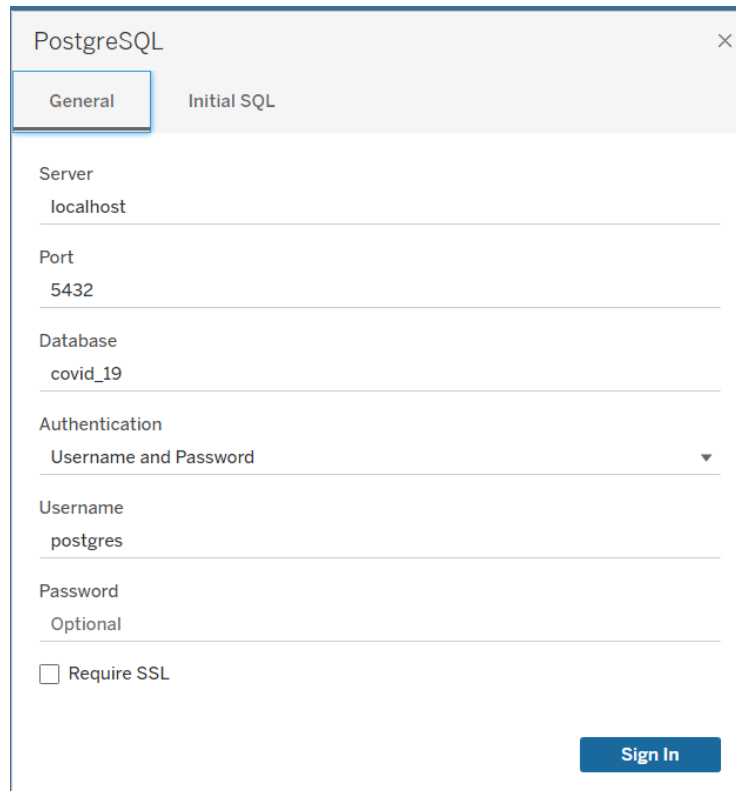 PostgreSQL
General Initial SQL
Server
localhost
Port
5432
Database
covid_19
Authentication
Username and Password
Username
postgres
Password
Optional
Require SSL
Sign In